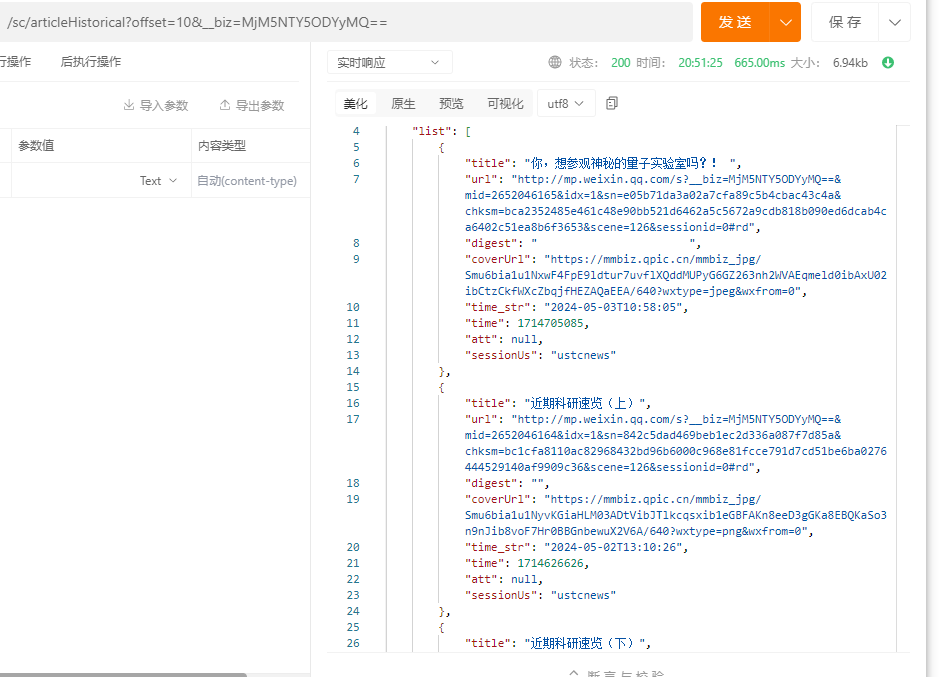 /sc/articleHistorical?offset=10&__biz=MjM5NTY5ODYyMQ==
发 送
保 存
行操作 后执行操作
实时响应
状态: 200 时间: 20:51:25 665.00ms 大小: 6.94kb
导入参数 导出参数
美化 原生 预览 可视化 utf8
参数值 内容类型
Text 自动(content-type)
4 "list": [
5 {
6 "title": "你，想参观神秘的量子实验室吗？！ ",
7 "url": "http://mp.weixin.qq.com/s?__biz=MjM5NTY5ODYyMQ==&
mid=2652046165&idx=1&sn=e05b71da3a02a7cfa89c5b4cbac43c4a&
chksm=bca2352485e461c48e90bb521d6462a5c5672a9cdb818b090ed6dcab4c
a6402c51ea8b6f3653&scene=126&sessionid=0#rd",
8 "digest": " ",
9 "coverUrl": "https://mmbiz.qpic.cn/mmbiz_jpg/
Smu6bia1u1NxwF4FpE9ldtur7uvflXQddMUPyG6GZ263nh2WVAEqmeld0ibAxU02
ibCtzCkfWXcZbqjfHEZAQaEEA/640?wxtype=jpeg&wxfrom=0",
10 "time_str": "2024-05-03T10:58:05",
11 "time": 1714705085,
12 "att": null,
13 "sessionUs": "ustcnews"
14 },
15 {
16 "title": "近期科研速览（上）",
17 "url": "http://mp.weixin.qq.com/s?__biz=MjM5NTY5ODYyMQ==&
mid=2652046164&idx=1&sn=842c5dad469beb1ec2d336a087f7d85a&
chksm=bc1cfa8110ac82968432bd96b6000c968e81fcce791d7cd51be6ba0276
444529140af9909c36&scene=126&sessionid=0#rd",
18 "digest": "",
19 "coverUrl": "https://mmbiz.qpic.cn/mmbiz_jpg/
Smu6bia1u1NyvKGiaHLM03ADtVibJTlkcqsxib1eGBFAKn8eeD3gGKa8EBQKaSo3
n9nJib8voF7Hr0BBGnbewuX2V6A/640?wxtype=png&wxfrom=0",
20 "time_str": "2024-05-02T13:10:26",
21 "time": 1714626626,
22 "att": null,
23 "sessionUs": "ustcnews"
24 },
25 {
26 "title": "近期科研速览（下）",
断言与校验